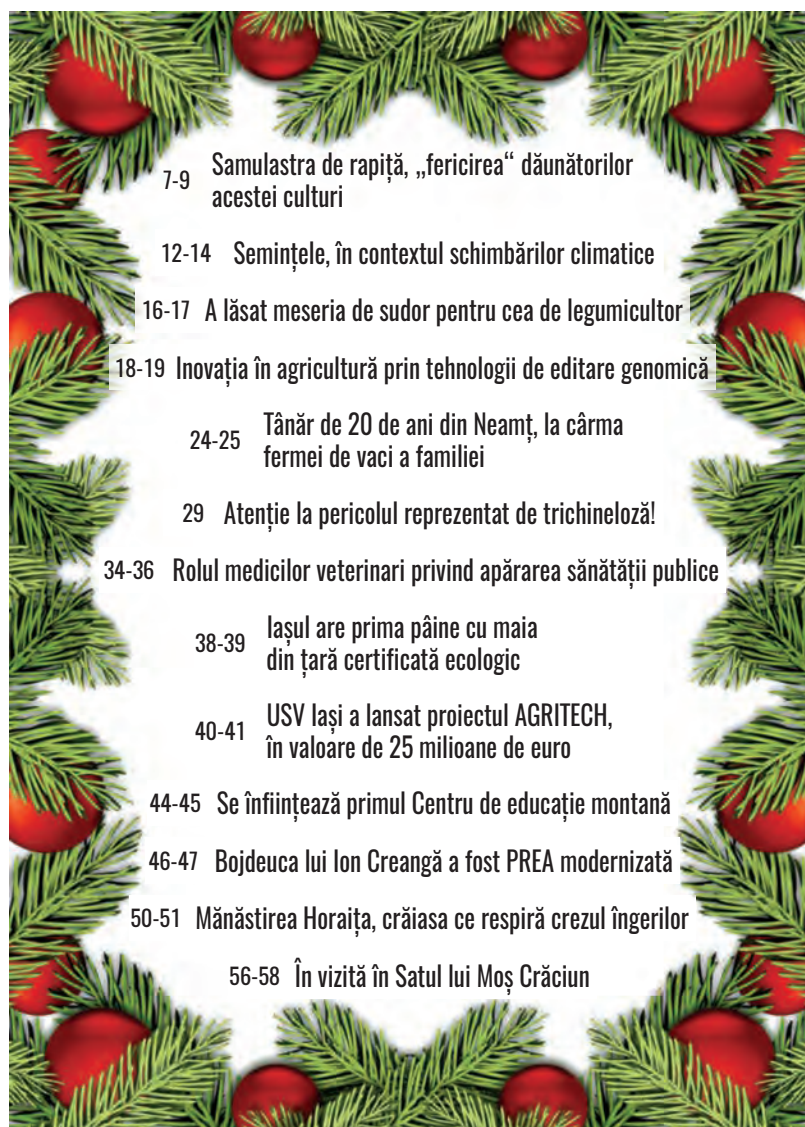 7-9 Samulastra de rapiță, „fericirea“ dăunătorilor
acestei culturi
12-14 Semințele, în contextul schimbărilor climatice
16-17 A lăsat meseria de sudor pentru cea de legumicultor
18-19 Inovația în agricultură prin tehnologii de editare genomică
24-25 Tânăr de 20 de ani din Neamț, la cârma
fermei de vaci a familiei
29 Atenție la pericolul reprezentat de trichineloză!
34-36 Rolul medicilor veterinari privind apărarea sănătății publice
38-39 Iașul are prima pâine cu maia
din țară certificată ecologic
40-41 USV Iași a lansat proiectul AGRITECH,
în valoare de 25 milioane de euro
44-45 Se înființează primul Centru de educație montană
46-47 Bojdeuca lui Ion Creangă a fost PREA modernizată
50-51 Mănăstirea Horaița, crăiasa ce respiră crezul îngerilor
56-58 În vizită în Satul lui Moș Crăciun